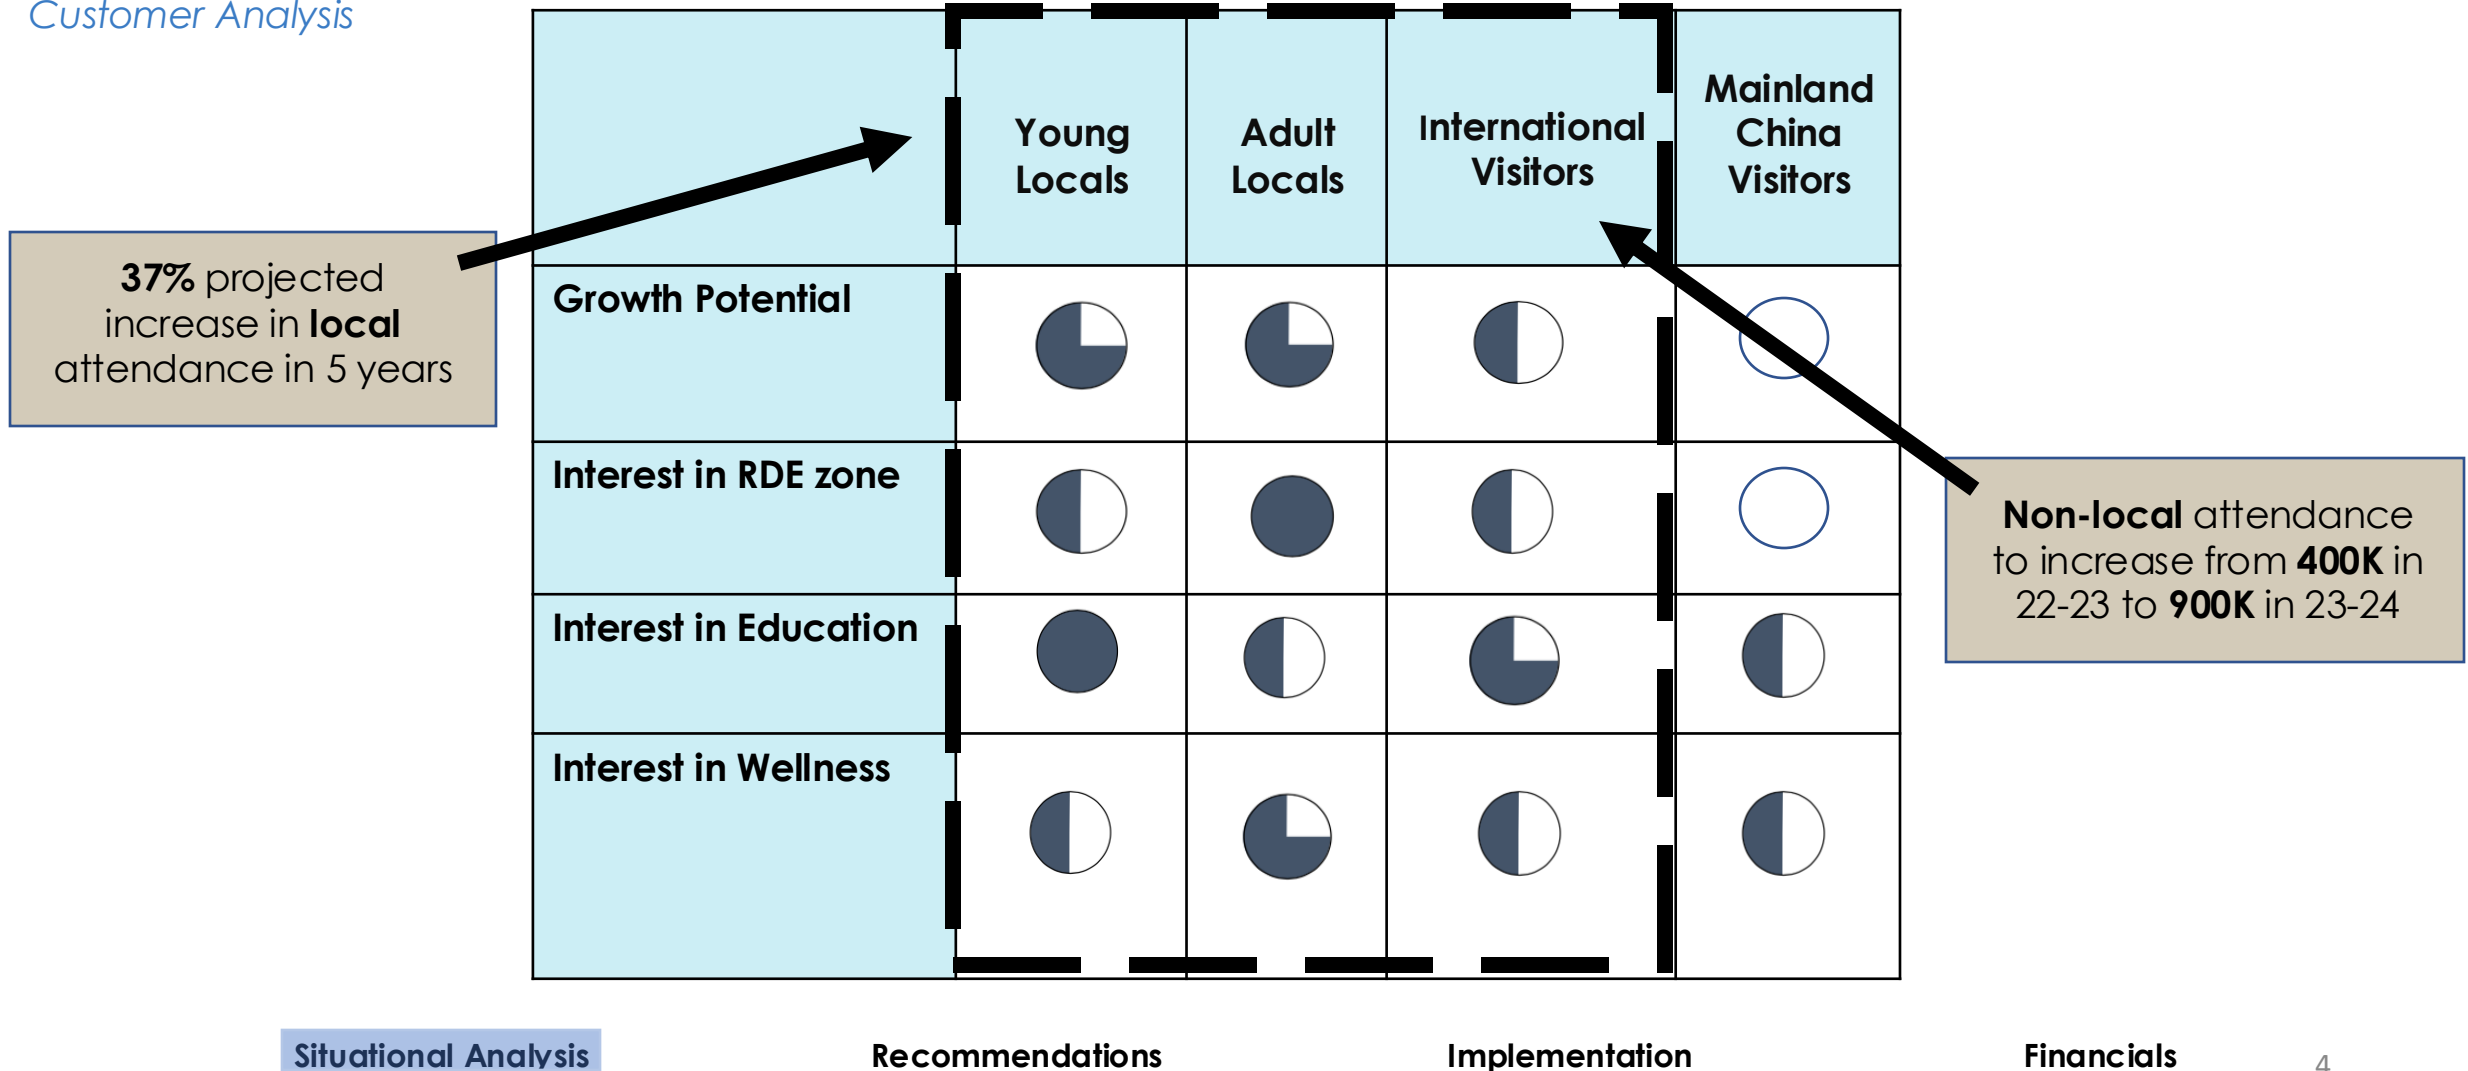 Customer Analysis
Young
Locals
Adult
Locals
International
Visitors
Mainland
China
Visitors
37% projected
increase in local
attendance in 5 years
Growth Potential
Interest in RDE zone
Non-local attendance
to increase from 400K in
22-23 to 900K in 23-24
Interest in Education
Interest in Wellness
Situational Analysis
Recommendations
Implementation
Financials
4